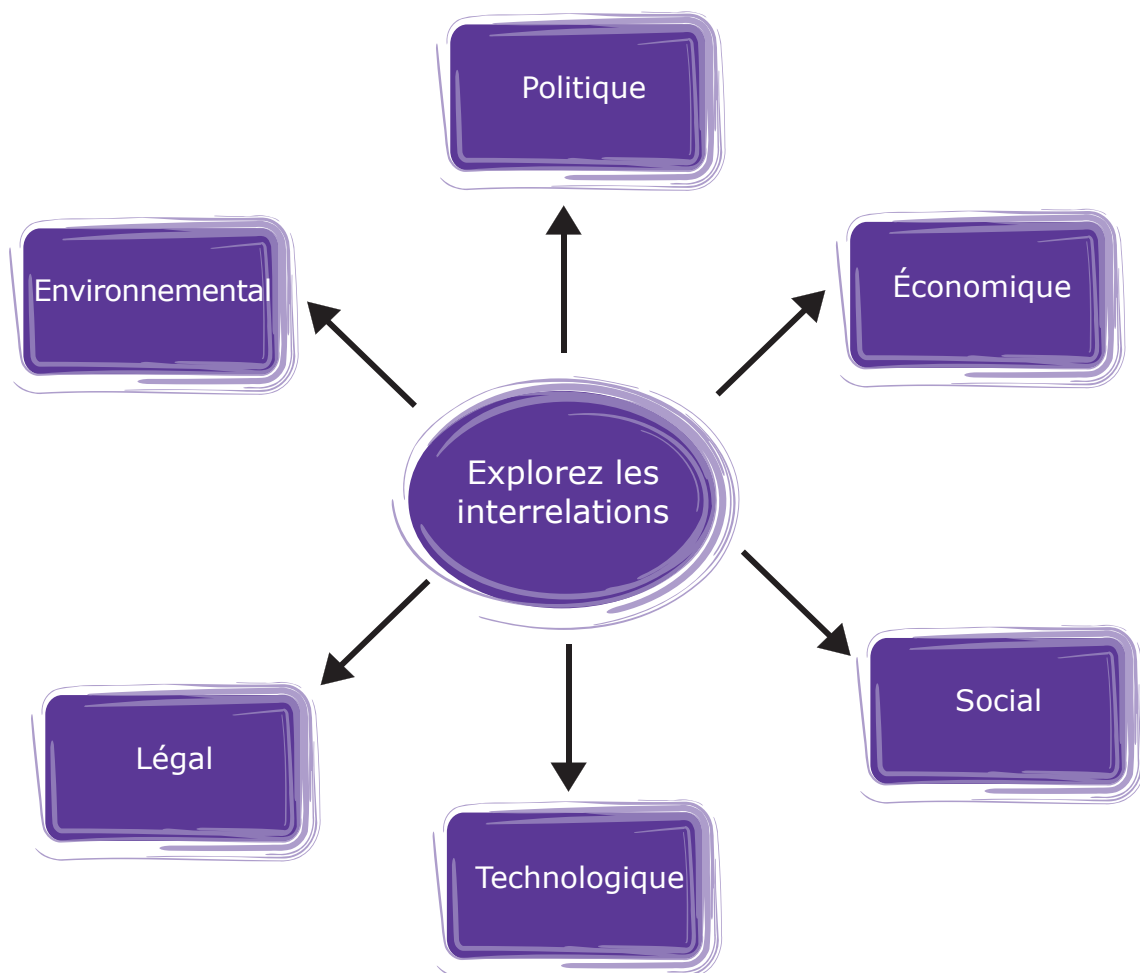 Politique
Environnemental
Économique
Explorez les
interrelations
Social
Légal
Technologique